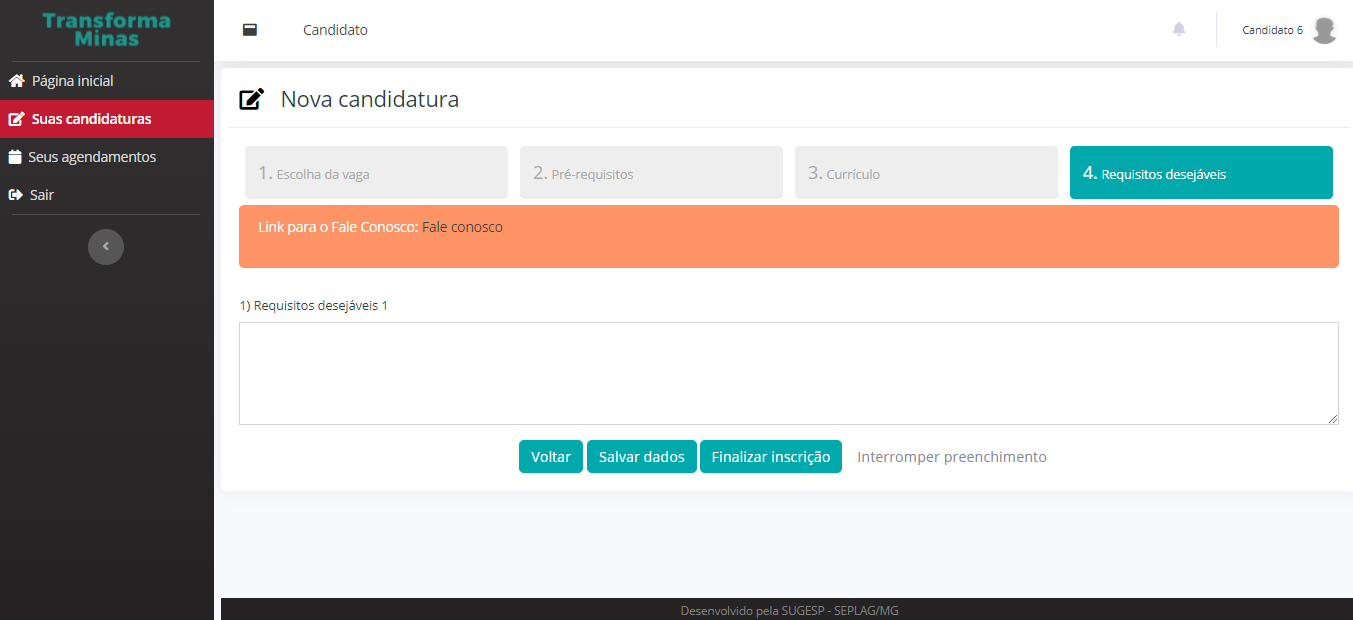 Transforma
Minas
Página inicial
Suas candidaturas
Seus agendamentos
Sair
Candidato
Candidato 6
Nova candidatura
1. Escolha da vaga
2. Pré-requisitos
3. Currículo
4. Requisitos desejáveis
Link para o Fale Conosco: Fale conosco
1) Requisitos desejáveis 1
Voltar
Salvar dados
Finalizar inscrição
Interromper preenchimento
Desenvolvido pela SUGESP - SEPLAG/MG